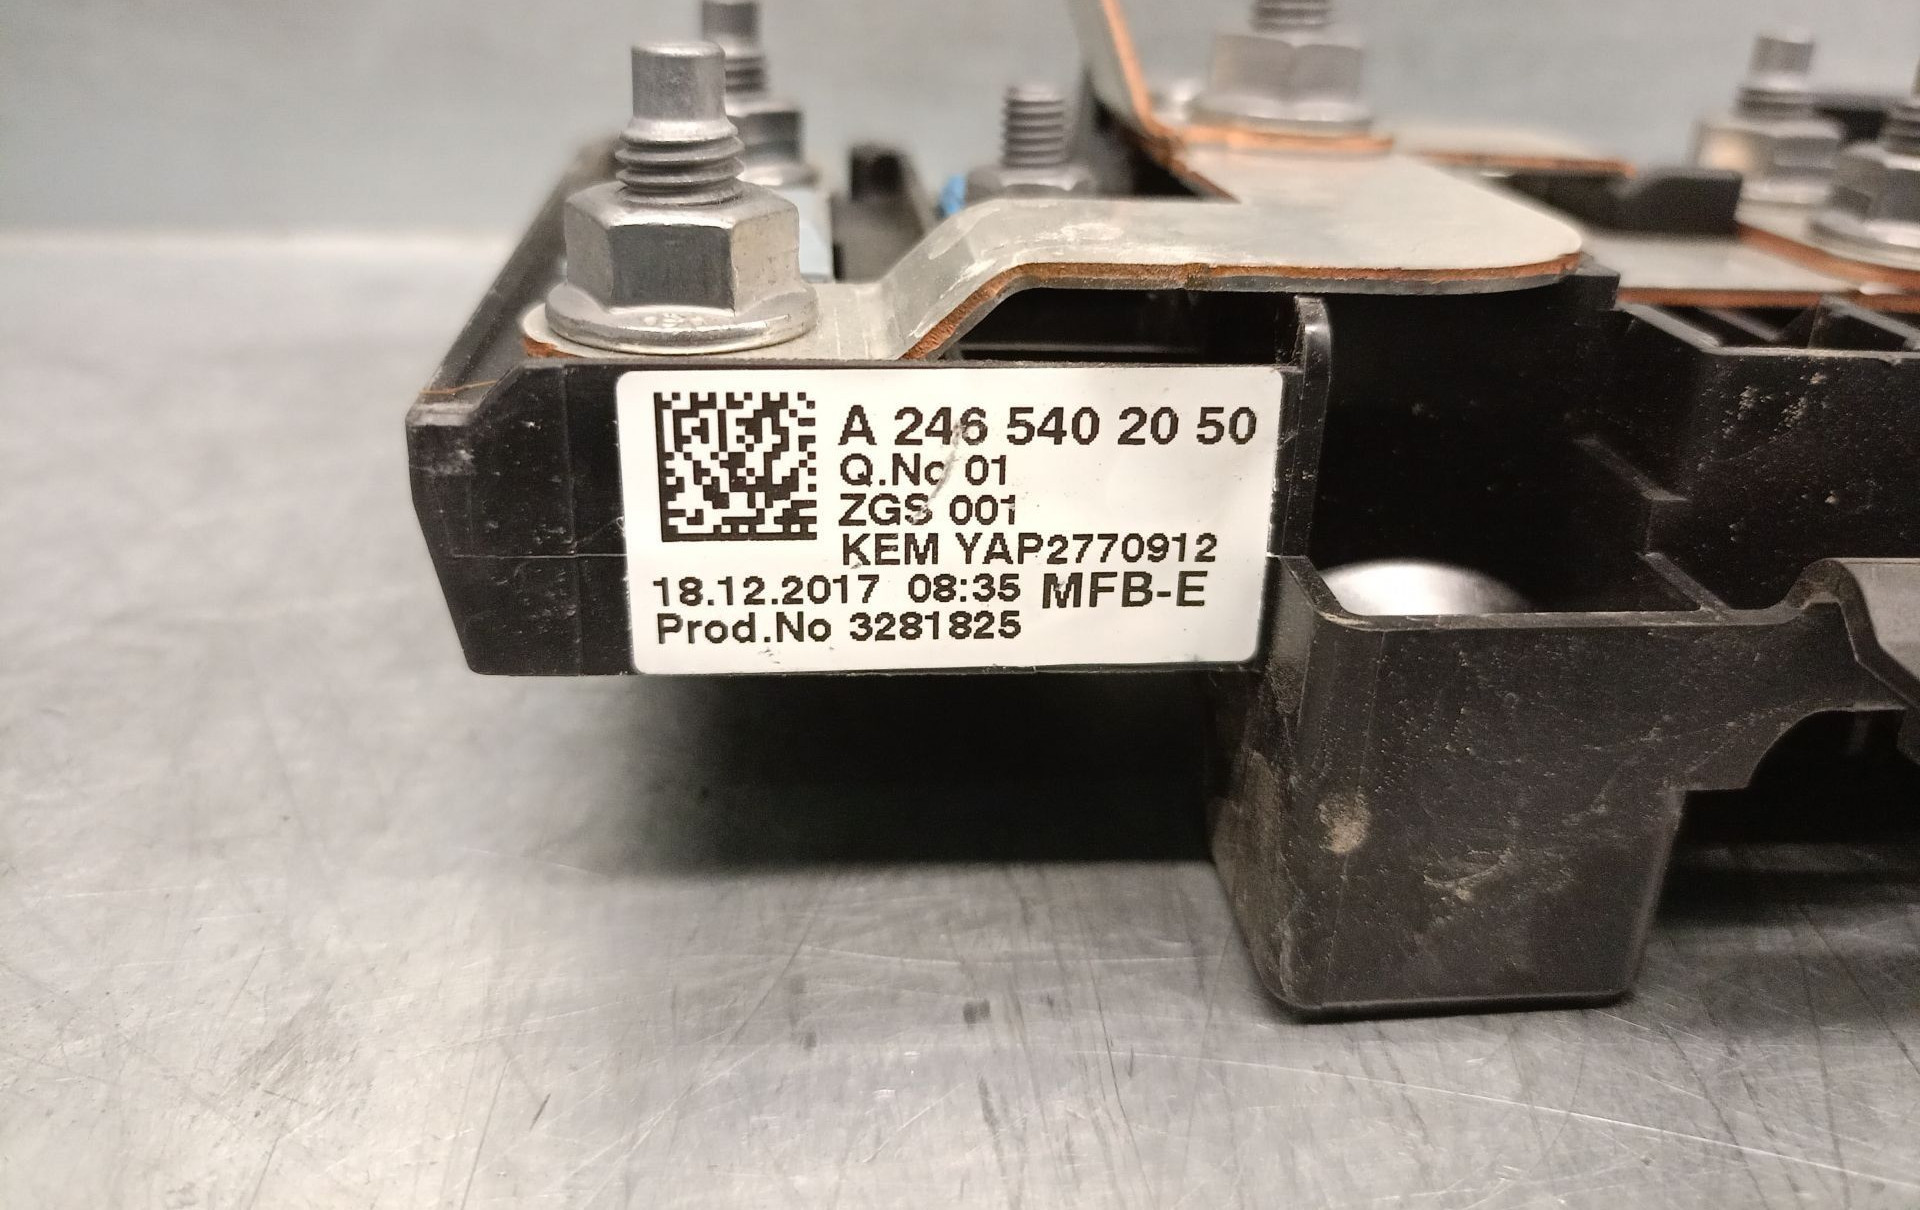 A 246 540 20 50
Q.No 01
ZGS 001
KEM YAP2770912
18.12.2017 08:35 MFB-E
Prod.No 3281825